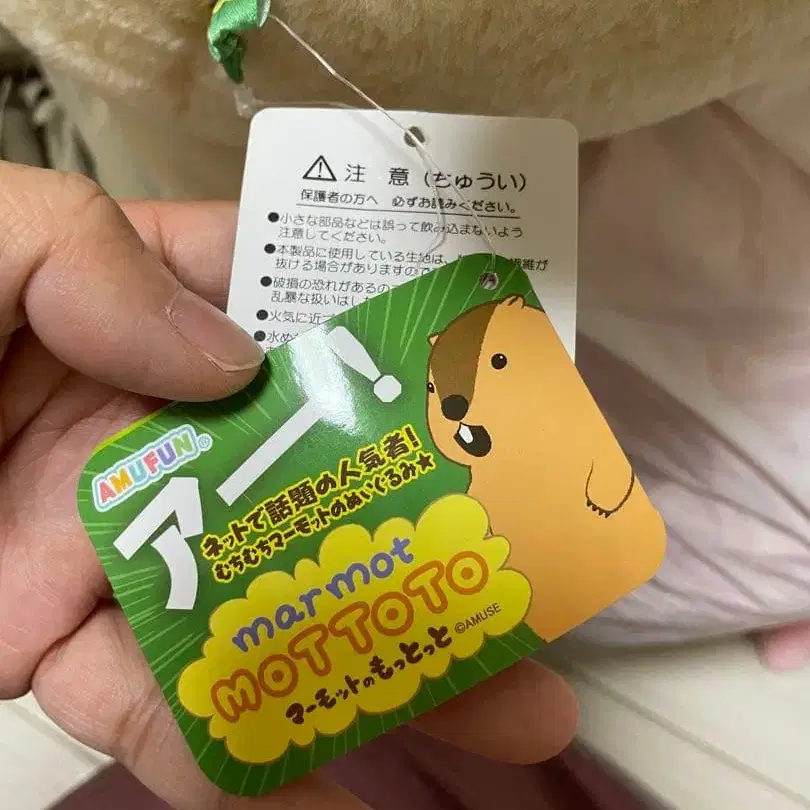 注 意 (ちゅうい)
保護者の方へ 必ずお読みください。
●小さな部品などは誤って飲み込まないよう
注意してください。
●本製品に使用している生地は、 繊維が
抜ける場合がありますので
●破損の恐れがあるの
乱暴な扱いはし
●火気に近づ
●水め
AMUFUN®
アー!
ネットで話題の人気者!
むちむちマーモットのぬいぐるみ★
marmot
MOTTOTO
マーモットのもっとっと
©AMUSE